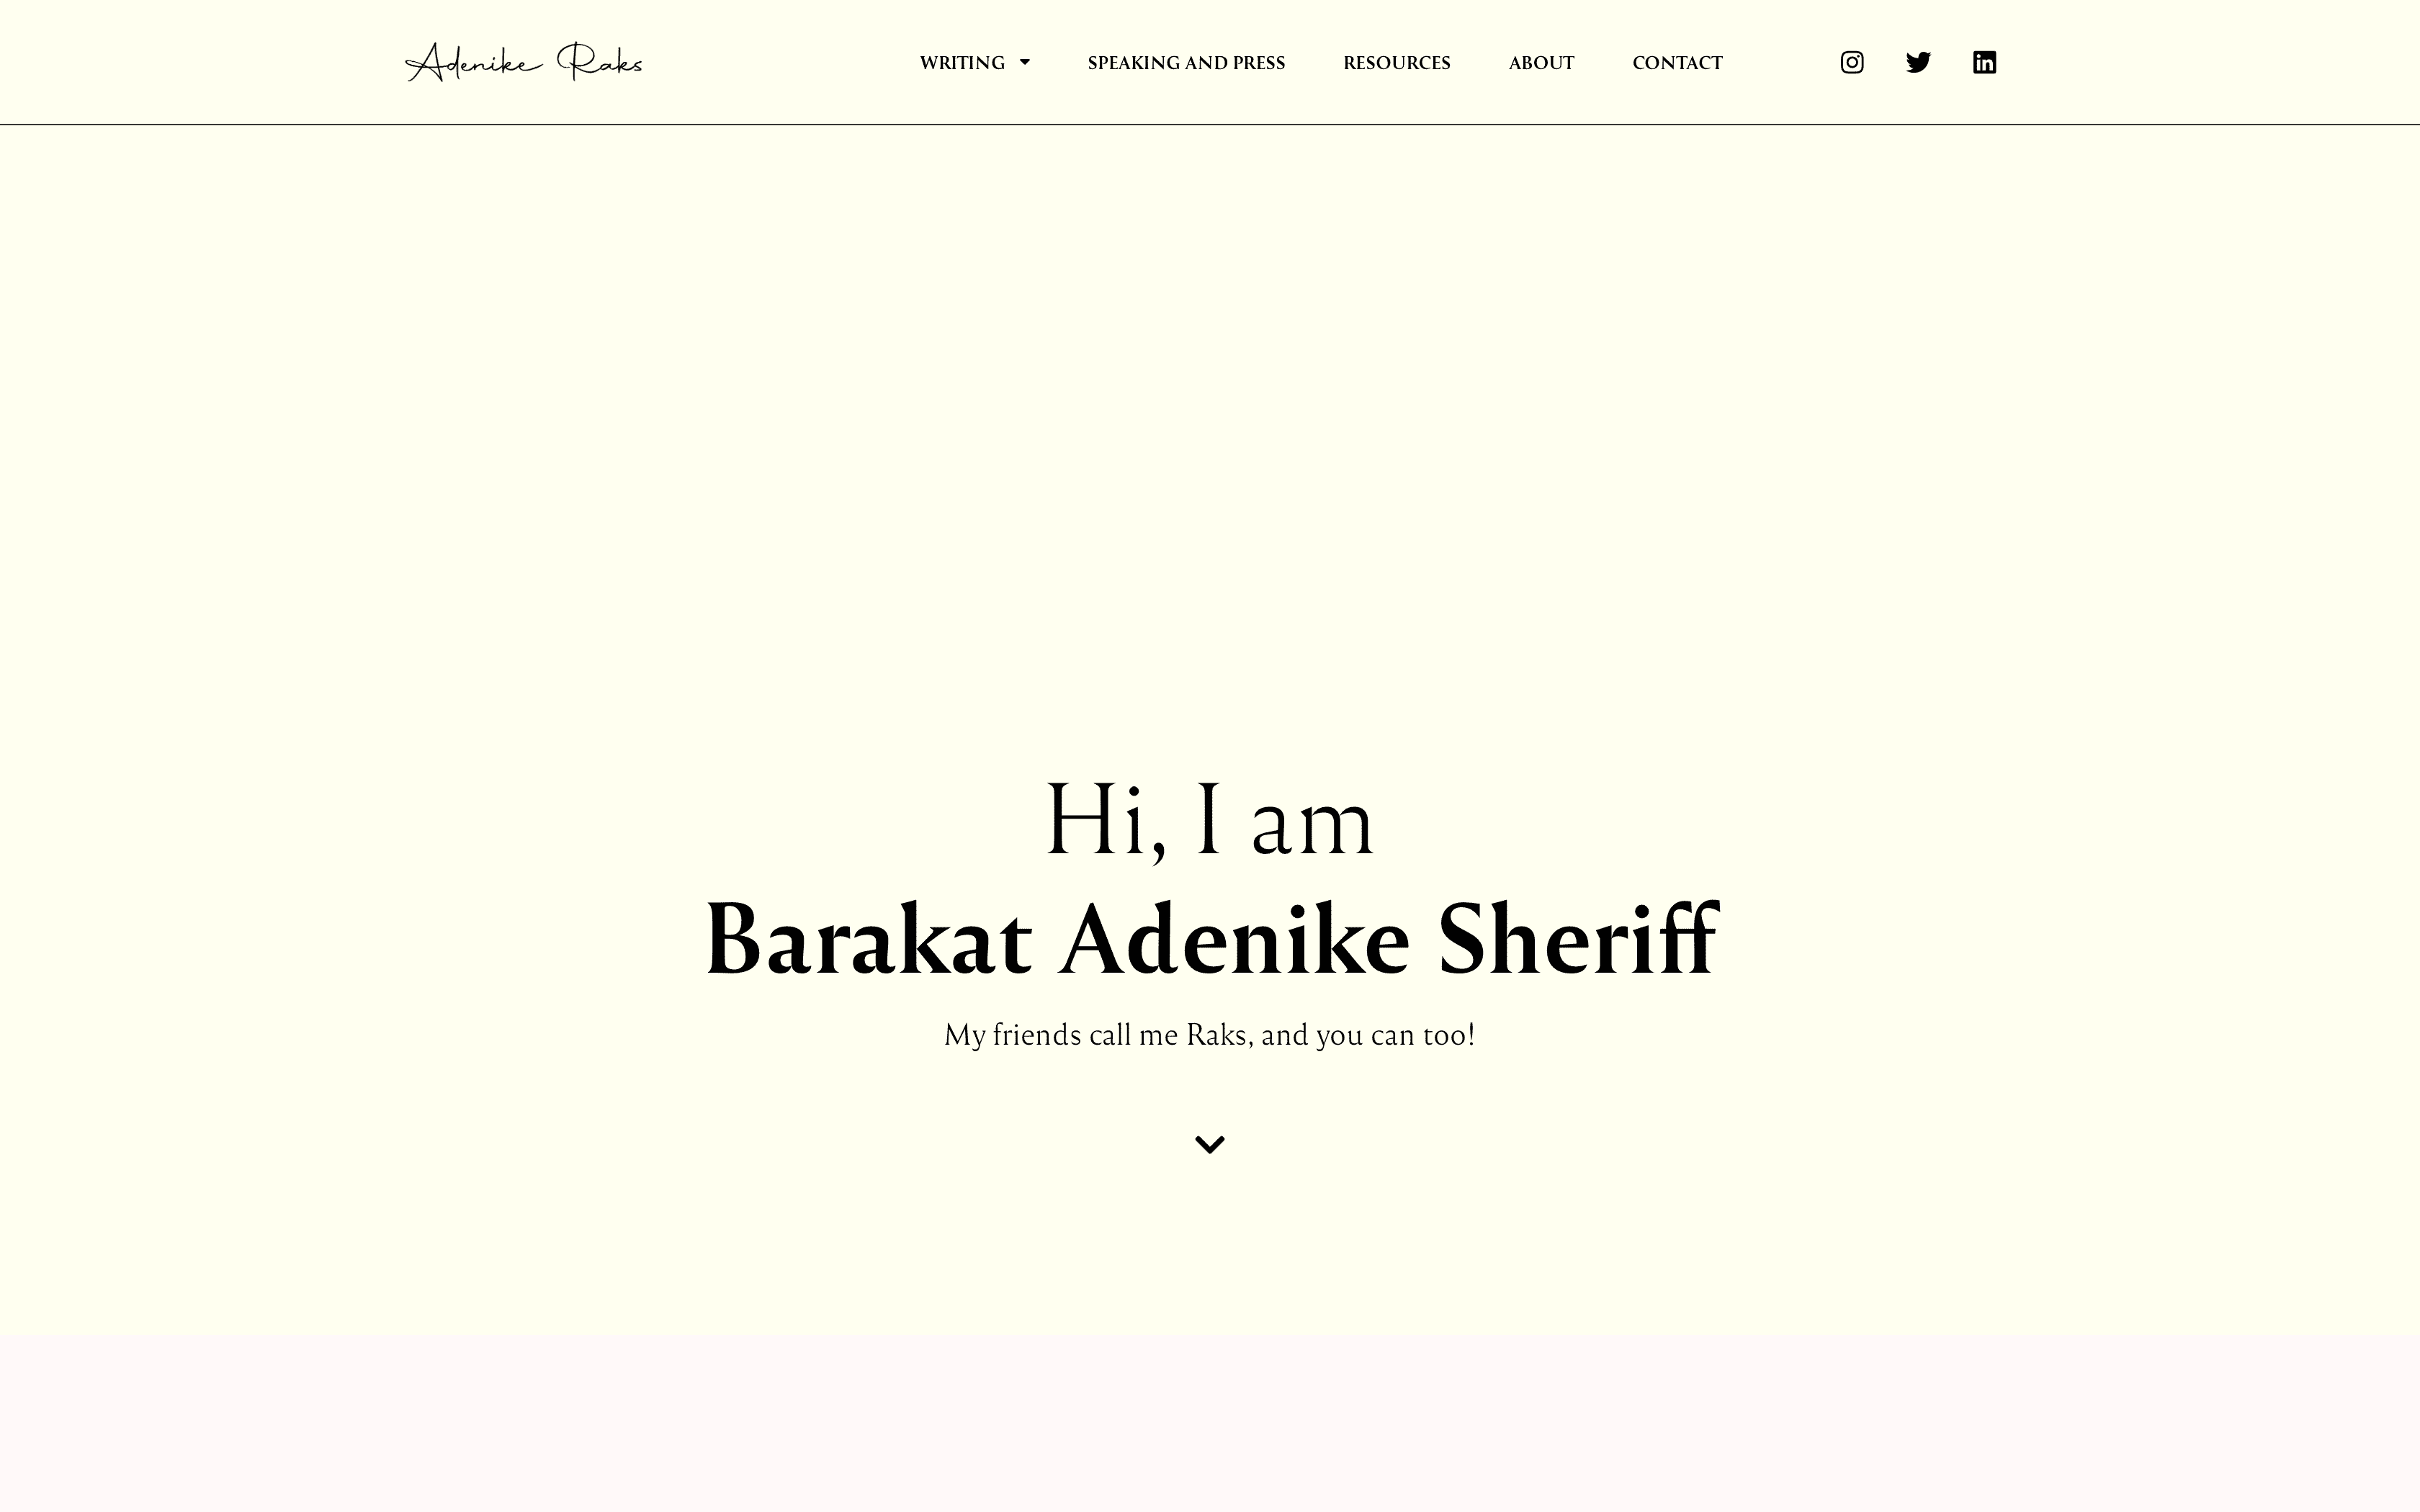 Adenike Raks
WRITING
SPEAKING AND PRESS
RESOURCES
ABOUT
CONTACT
Hi, I am
Barakat Adenike Sheriff
My friends call me Raks, and you can too!